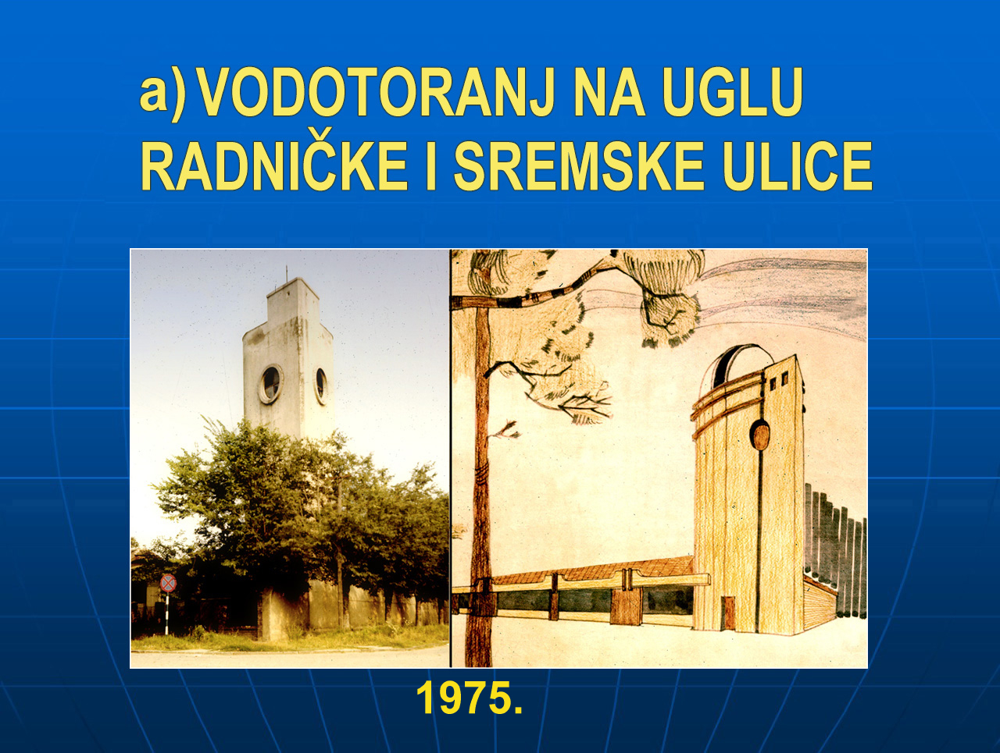 a) VODOTORANJ NA UGLU
RADNIČKE I SREMSKE ULICE
1975.